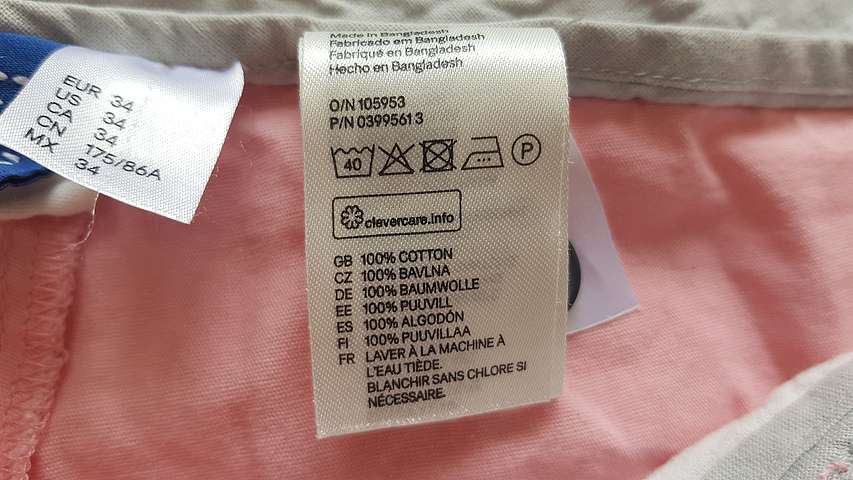 EUR 34
US 34
CA 34
CN 175/86A
MX 34
Made in Bangladesh
Fabricado em Bangladesh
Fabriqué en Bangladesh
Hecho en Bangladesh
O/N 105953
P/N 03995613
40
P
clevercare.info
GB 100% COTTON
CZ 100% BAVLNA
DE 100% BAUMWOLLE
EE 100% PUUVILL
ES 100% ALGODÓN
FI 100% PUUVILLAA
FR LAVER À LA MACHINE À
L'EAU TIÈDE.
BLANCHIR SANS CHLORE SI
NÉCESSAIRE.